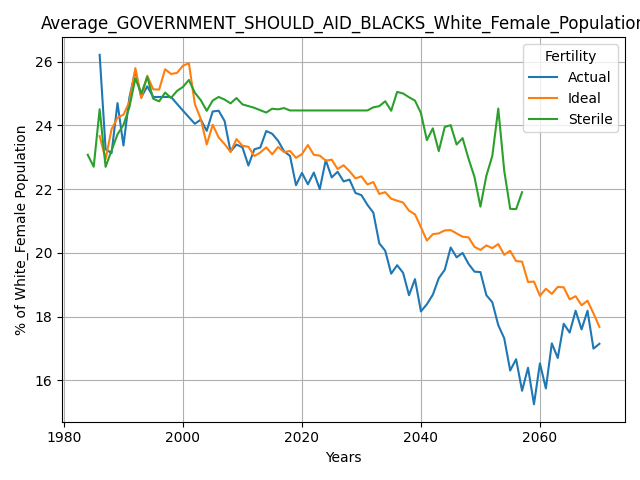 Average_GOVERNMENT_SHOULD_AID_BLACKS_White_Female_Population
Fertility
Actual
Ideal
Sterile
% of White_Female Population
26
24
22
20
18
16
1980
2000
2020
2040
2060
Years